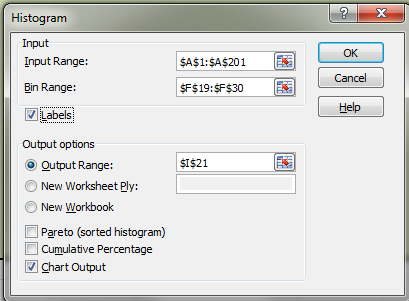 Histogram
?
Input
Input Range: $A$1:$A$201
Bin Range: $F$19:$F$30
Labels
OK
Cancel
Help
Output options
Output Range: $I$21
New Worksheet Ply:
New Workbook
Pareto (sorted histogram)
Cumulative Percentage
Chart Output